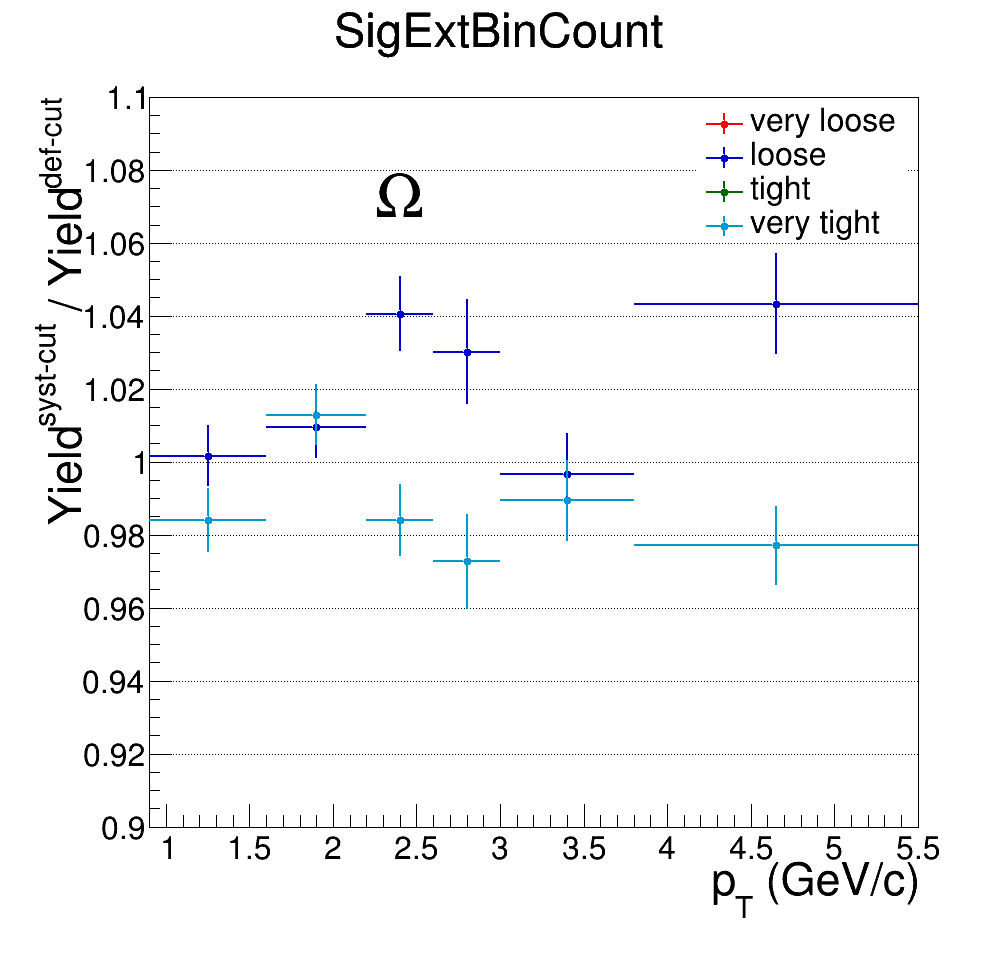 SigExtBinCount
Yield^syst-cut / Yield^def-cut
1.1
1.08
1.06
1.04
1.02
1
0.98
0.96
0.94
0.92
0.9
Ω
very loose
loose
tight
very tight
1 1.5 2 2.5 3 3.5 4 4.5 5 5.5
p_T (GeV/c)